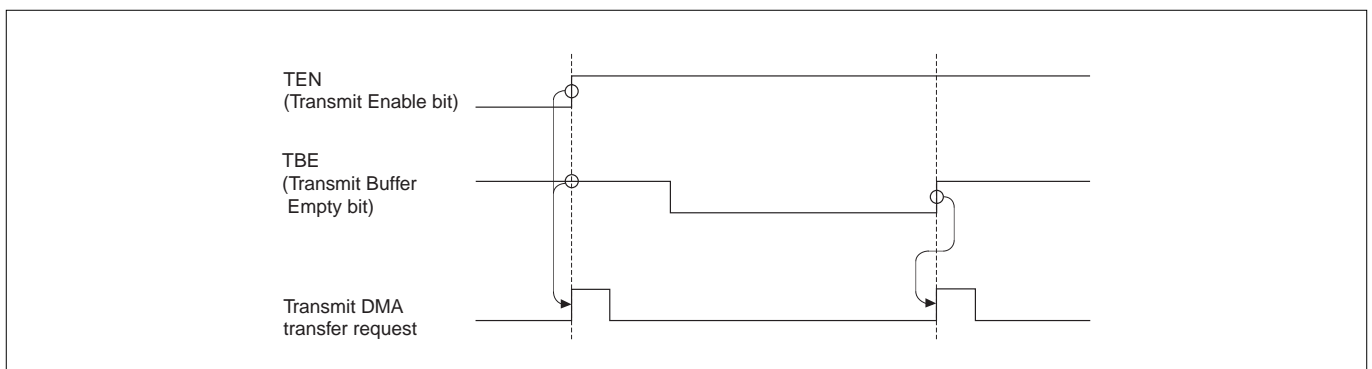 TEN
(Transmit Enable bit)
TBE
(Transmit Buffer
Empty bit)
Transmit DMA
transfer request